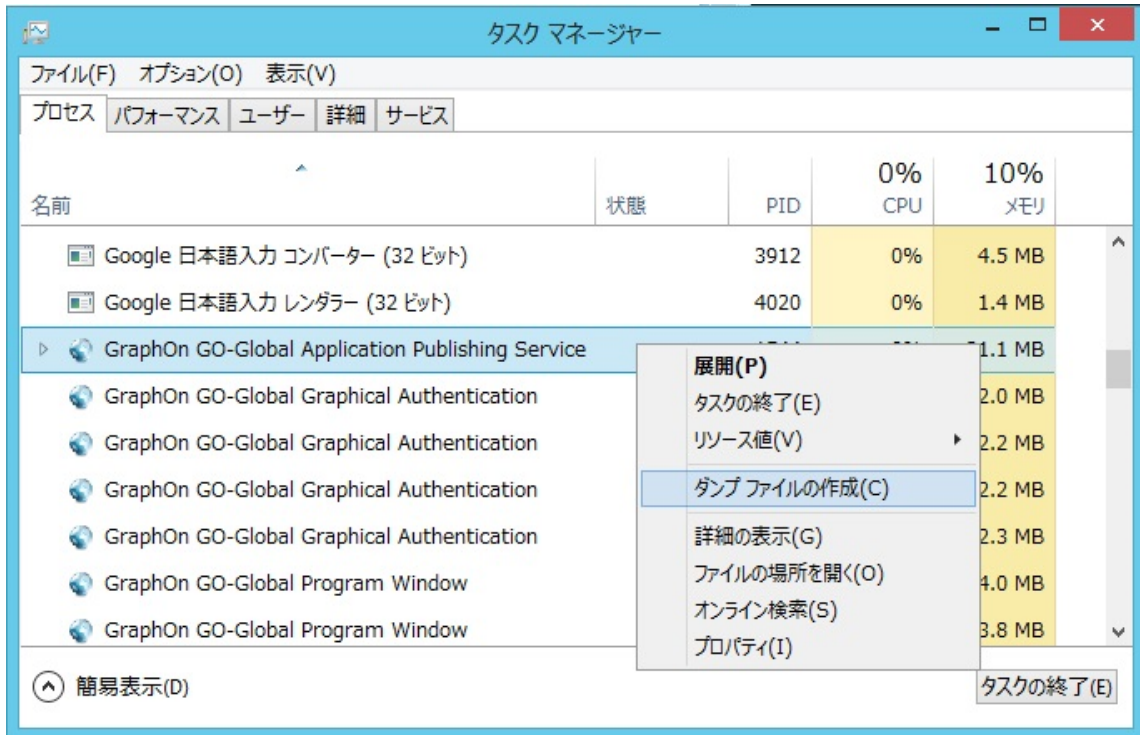 タスク マネージャー
ファイル(F) オプション(O) 表示(V)
プロセス パフォーマンス ユーザー 詳細 サービス
0% 10%
名前 状態 PID CPU メモリ
Google 日本語入力 コンバーター (32 ビット) 3912 0% 4.5 MB
Google 日本語入力 レンダラー (32 ビット) 4020 0% 1.4 MB
GraphOn GO-Global Application Publishing Service 1.1 MB
GraphOn GO-Global Graphical Authentication 2.0 MB
GraphOn GO-Global Graphical Authentication 2.2 MB
GraphOn GO-Global Graphical Authentication 2.2 MB
GraphOn GO-Global Graphical Authentication 2.3 MB
GraphOn GO-Global Program Window 4.0 MB
GraphOn GO-Global Program Window 3.8 MB
展開(P)
タスクの終了(E)
リソース値(V)
ダンプ ファイルの作成(C)
詳細の表示(G)
ファイルの場所を開く(O)
オンライン検索(S)
プロパティ(I)
簡易表示(D) タスクの終了(E)